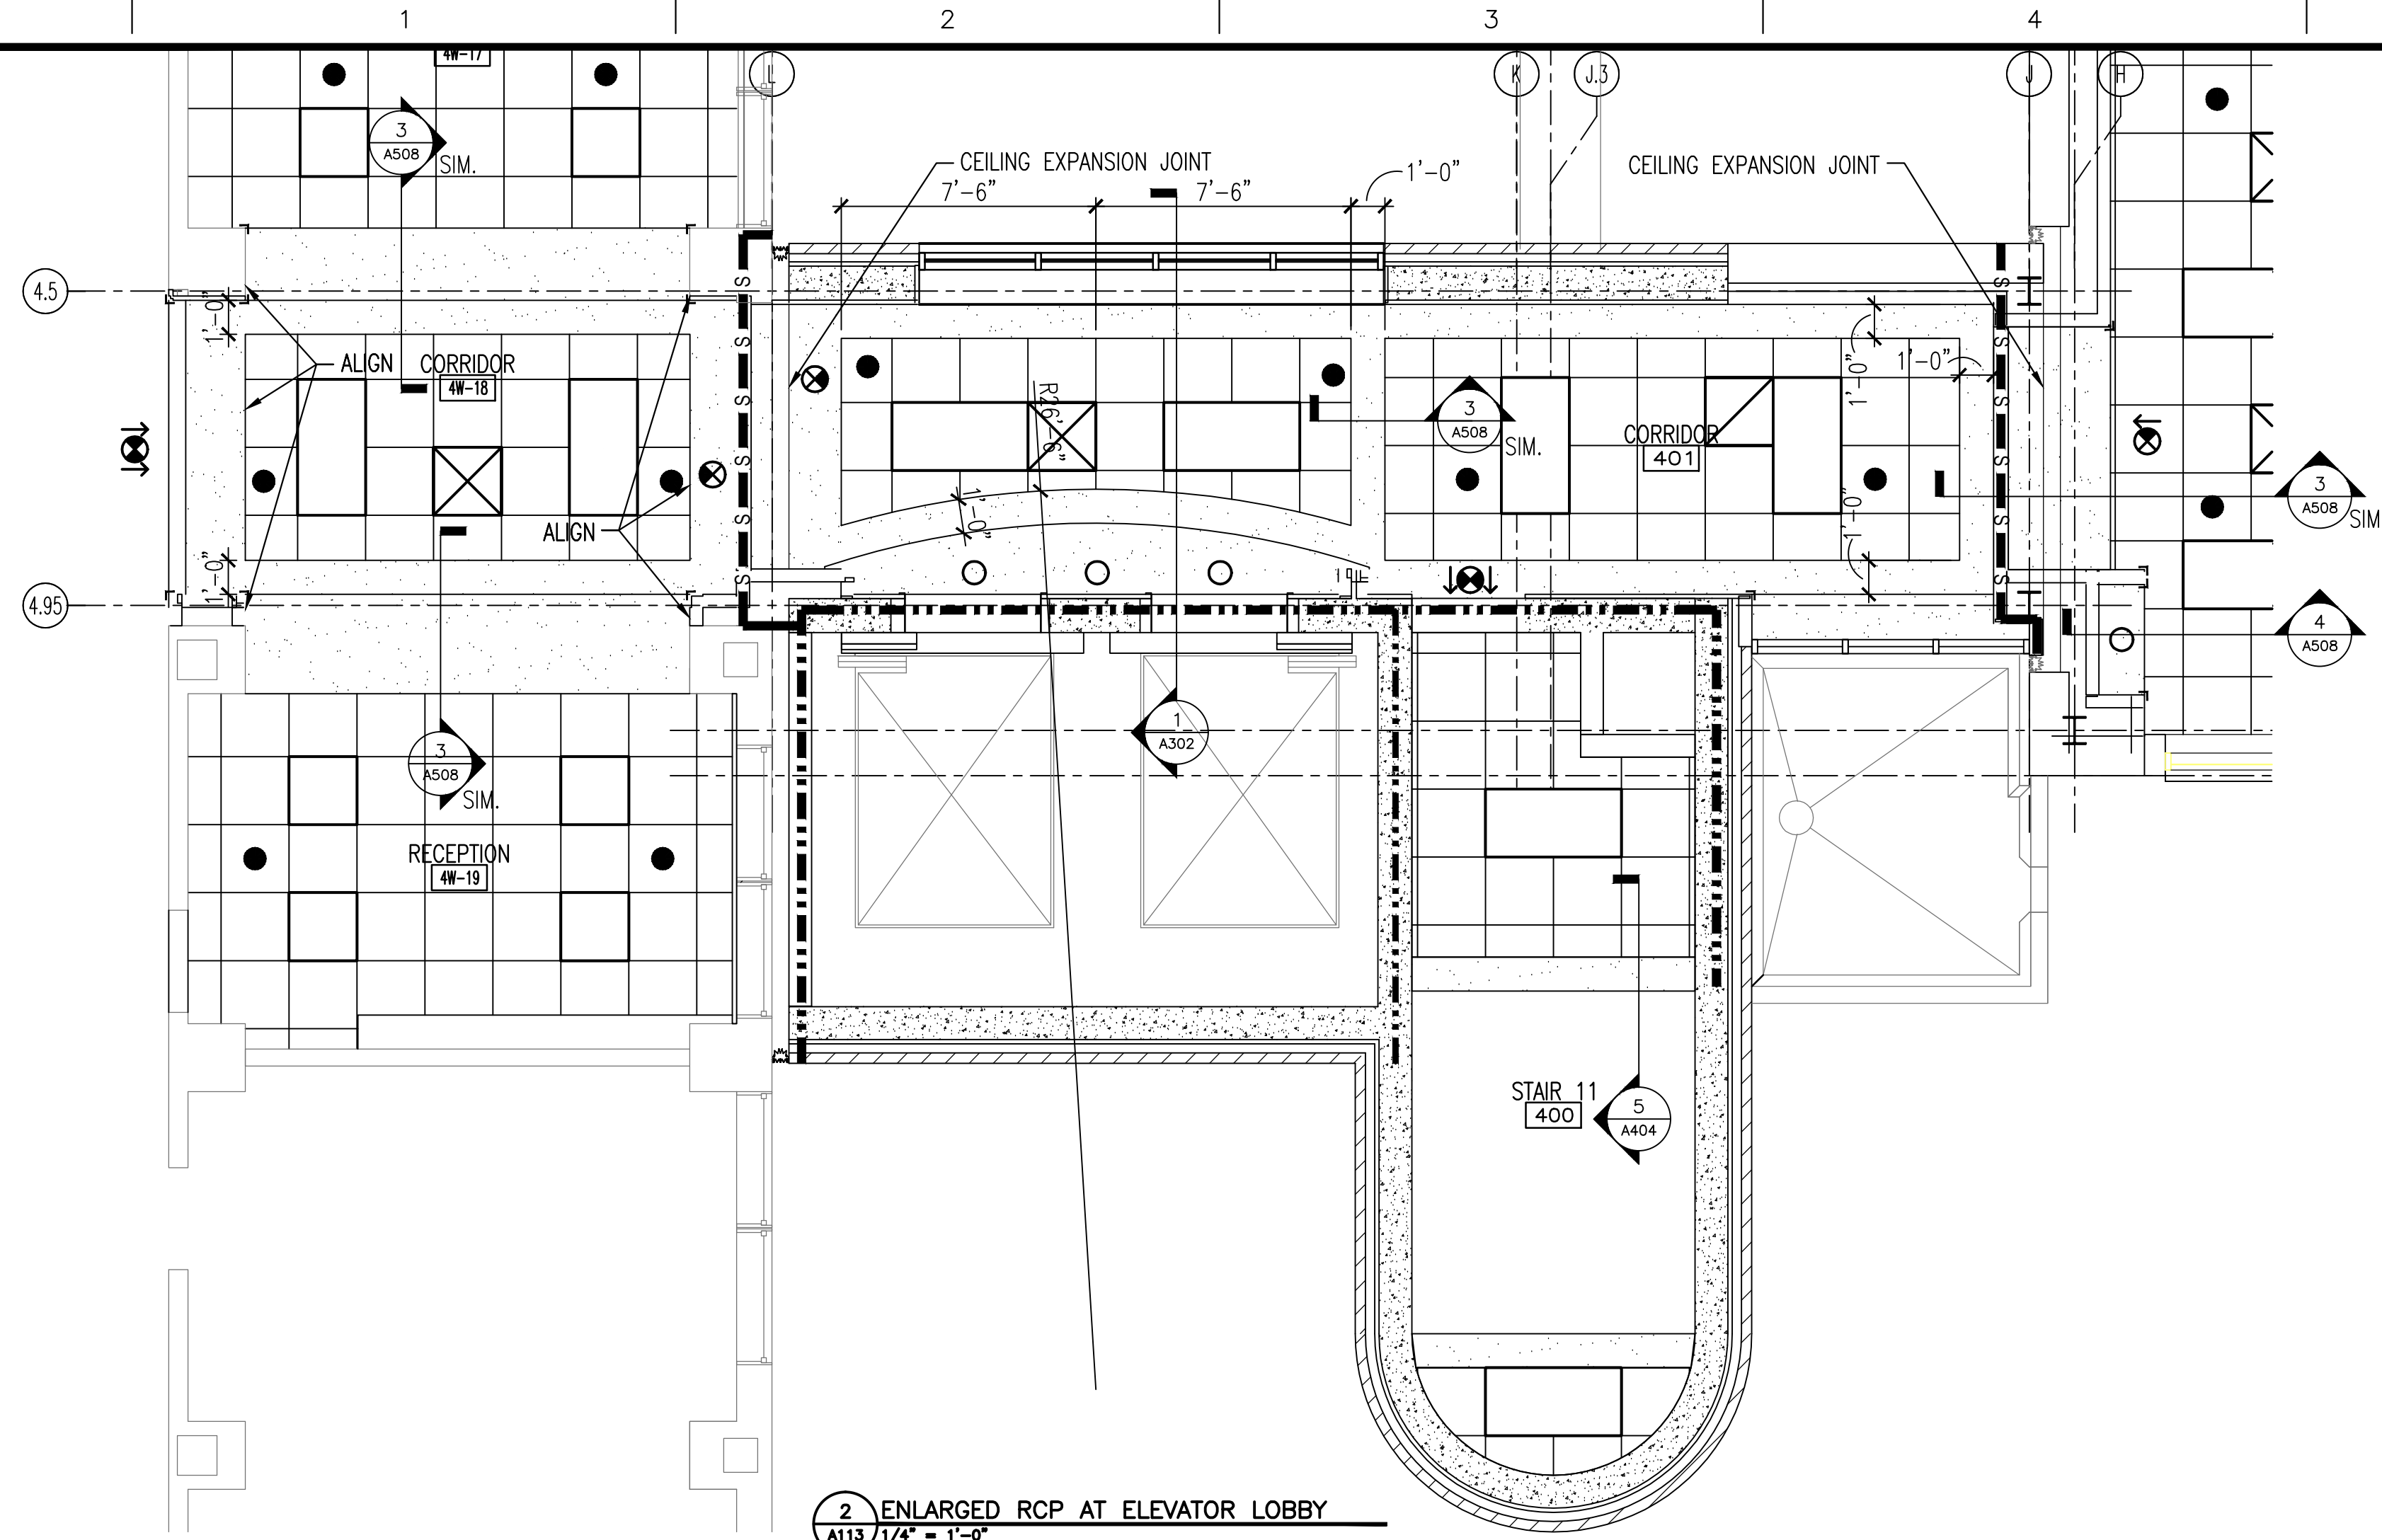 1 2 3 4
4W-17
L K J.3 J H
3
A508
SIM.
CEILING EXPANSION JOINT
7'-6" 7'-6"
1'-0"
CEILING EXPANSION JOINT
4.5
1'-0"
S S
ALIGN
CORRIDOR
4W-18
S S
1'-0"
1'-0"
R26'-6"
3
A508
SIM.
CORRIDOR
401
S S
S S
3
A508
SIM
ALIGN
1'-0"
1'-0"
S S
1'-0"
S S
4.95
4
A508
1
A302
3
A508
SIM.
RECEPTION
4W-19
STAIR 11
400
5
A404
2
A113
ENLARGED RCP AT ELEVATOR LOBBY
1/4" = 1'-0"